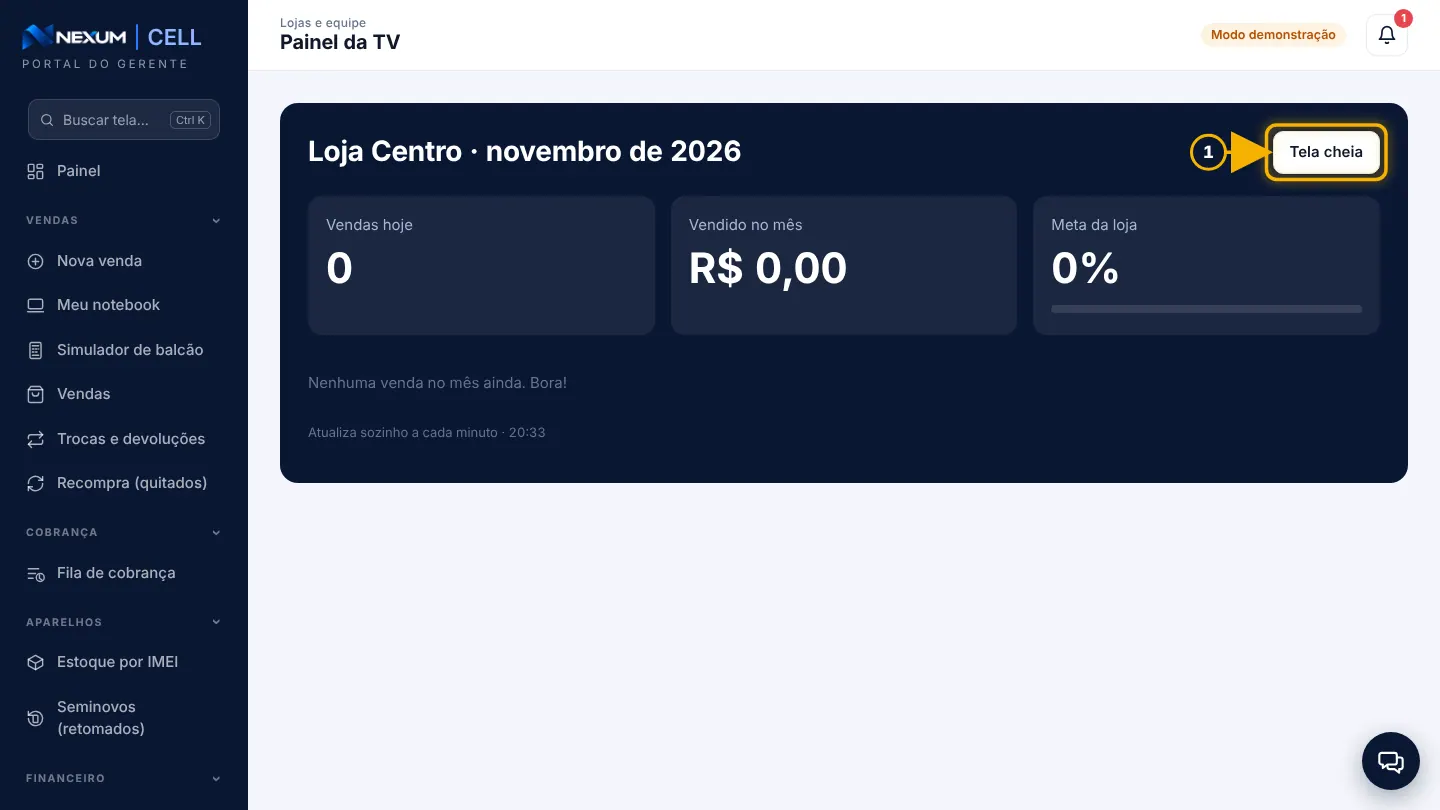 NEXUM | CELL
PORTAL DO GERENTE
Buscar tela... Ctrl K
Painel
VENDAS
Nova venda
Meu notebook
Simulador de balcão
Vendas
Trocas e devoluções
Recompra (quitados)
COBRANÇA
Fila de cobrança
APARELHOS
Estoque por IMEI
Seminovos
(retomados)
FINANCEIRO
Lojas e equipe
Painel da TV
Modo demonstração
1
Loja Centro · novembro de 2026
1
Tela cheia
Vendas hoje
0
Vendido no mês
R$ 0,00
Meta da loja
0%
Nenhuma venda no mês ainda. Bora!
Atualiza sozinho a cada minuto · 20:33